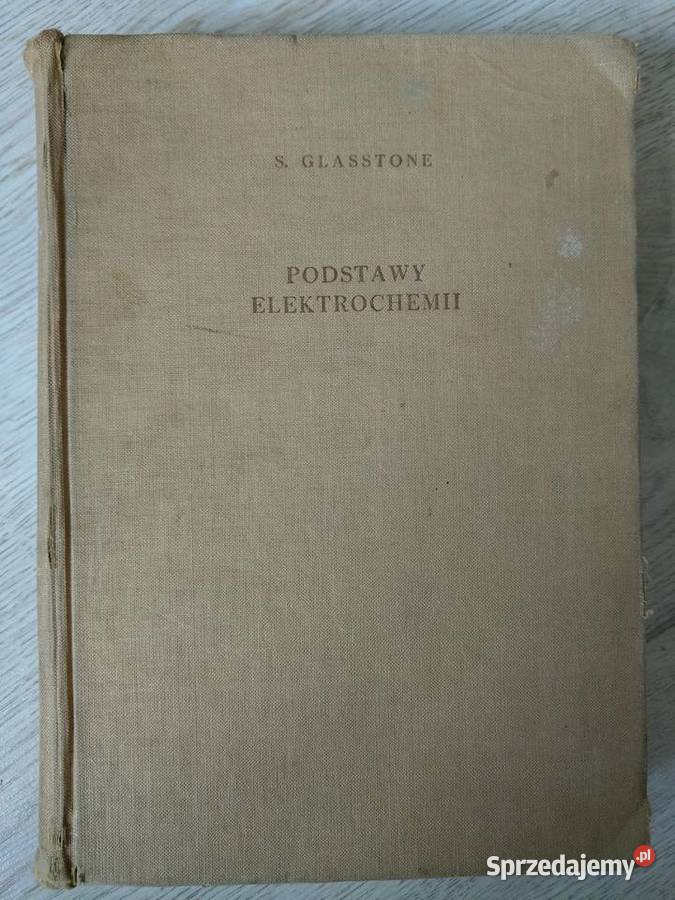 S. GLASSTONE
PODSTAWY
ELEKTROCHEMII
Sprzedajemy.pl